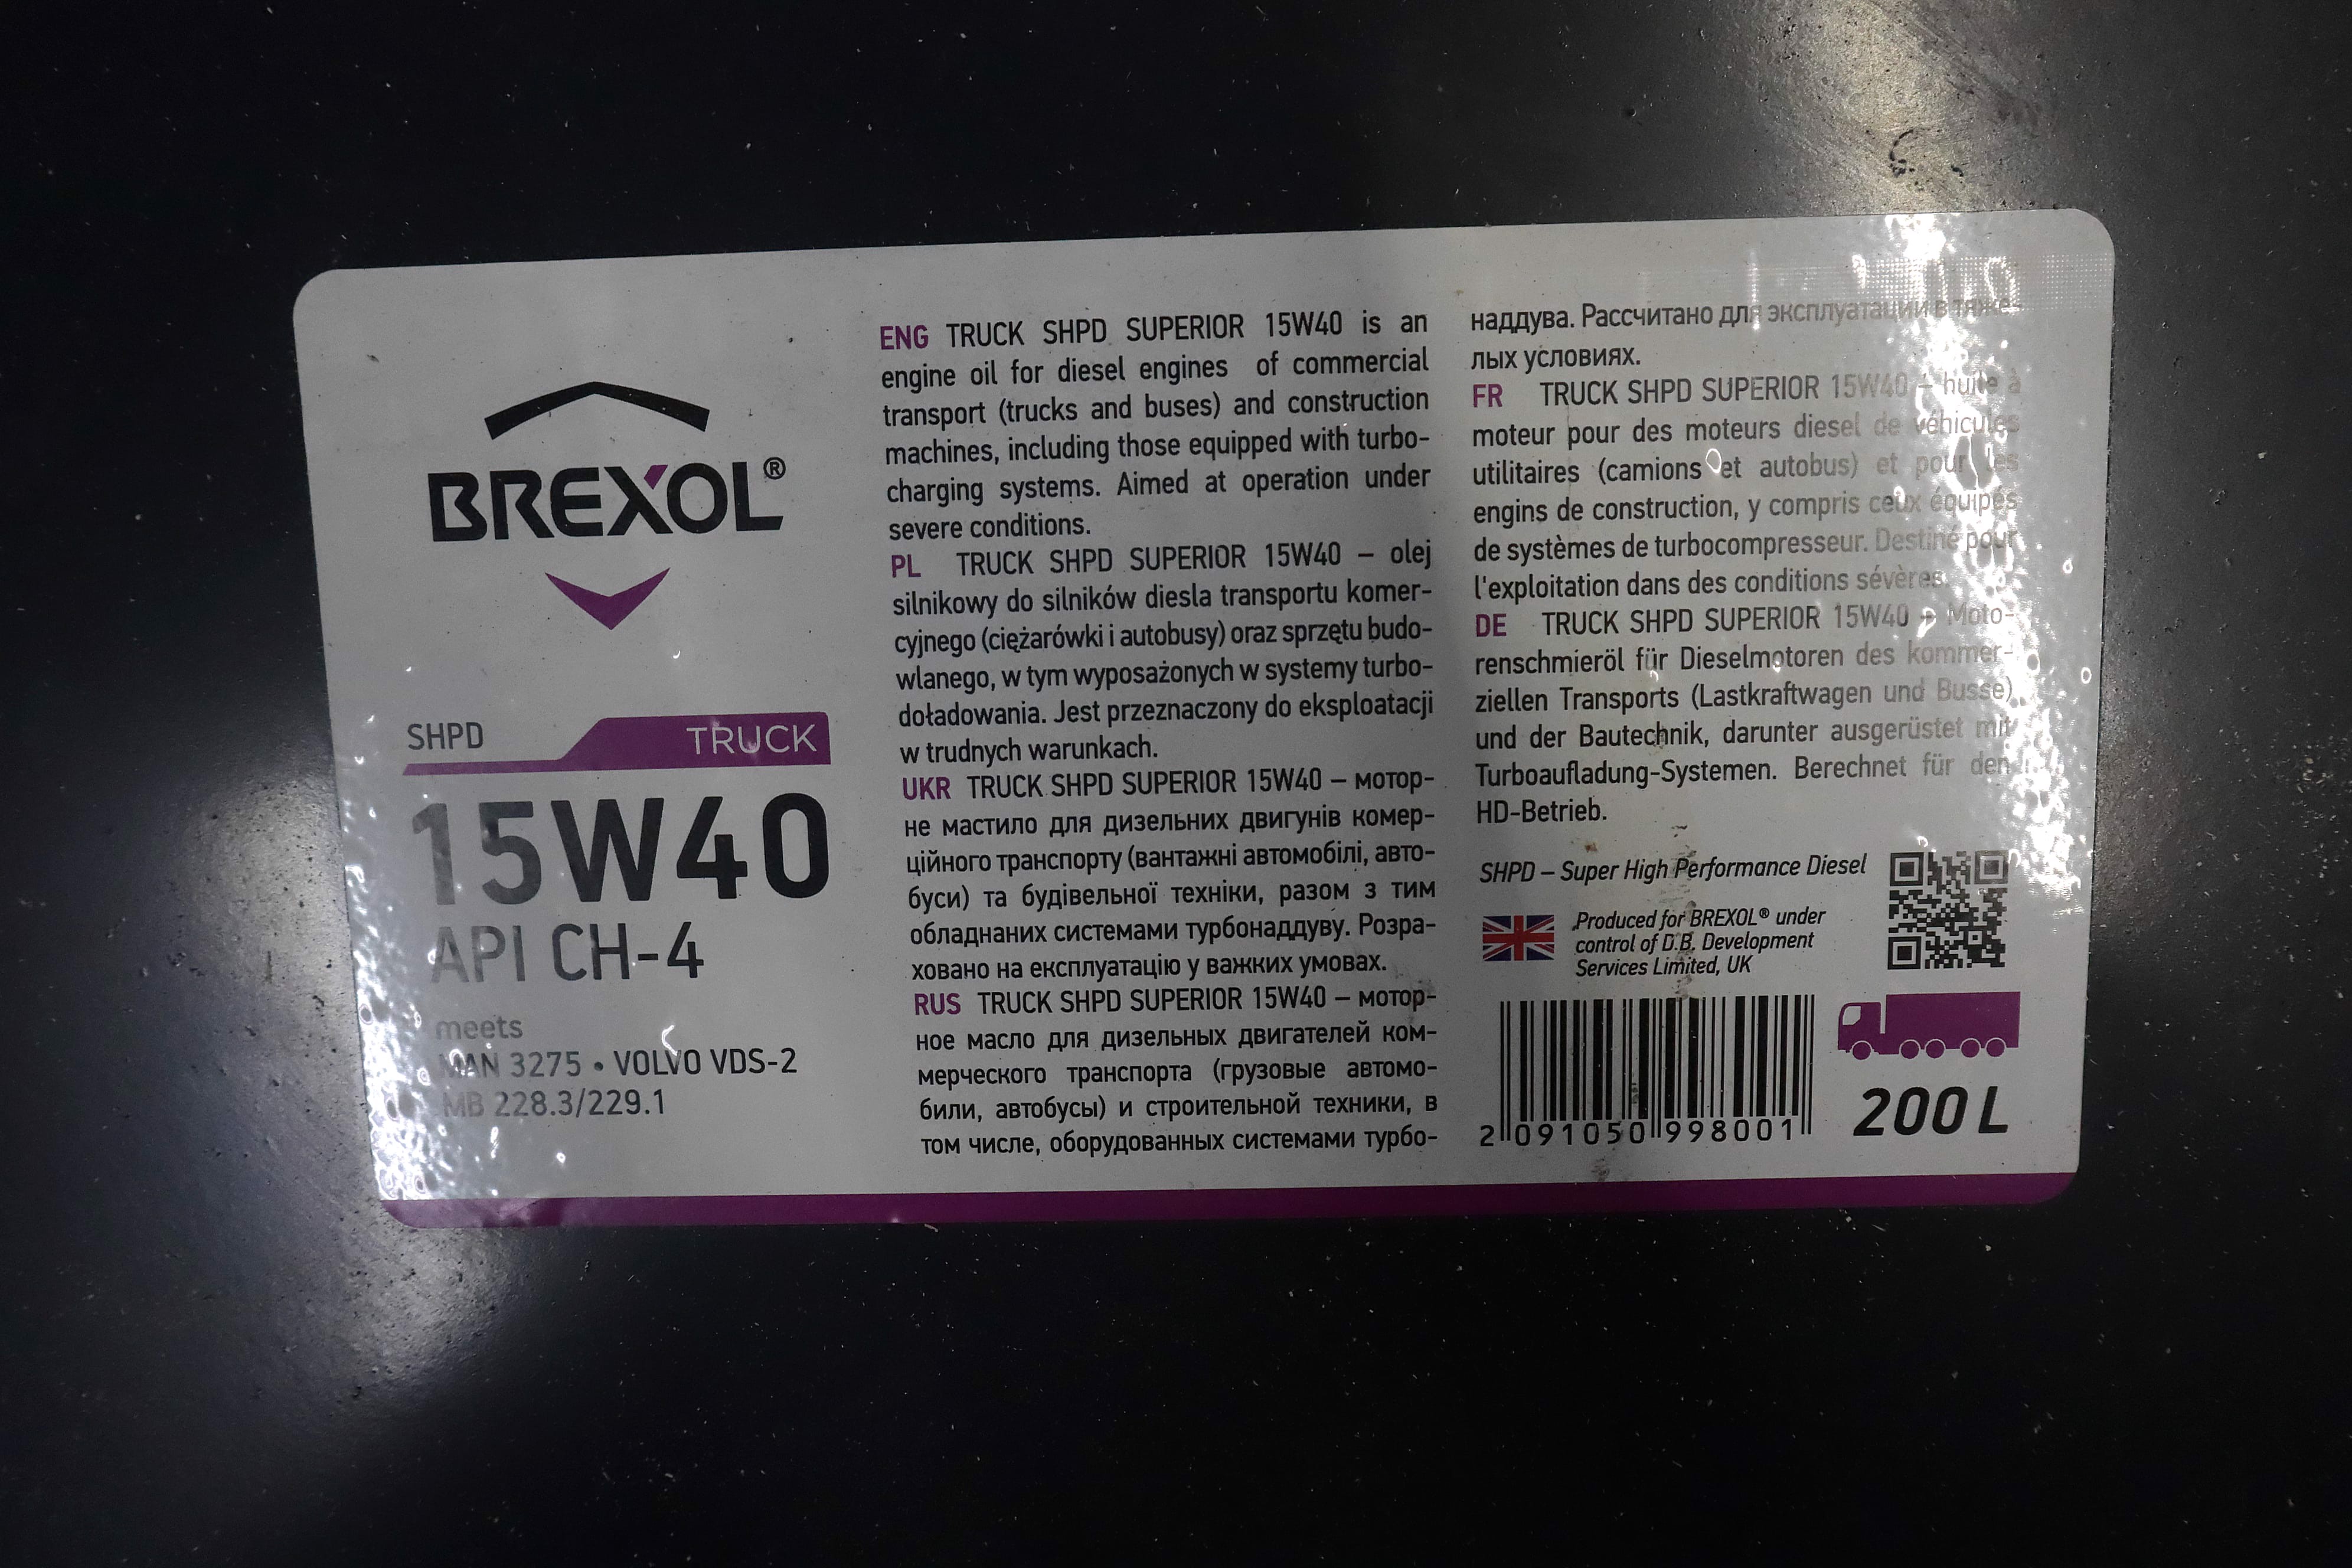 BREXOL®
SHPD
TRUCK
15W40
API CH-4
meets
MAN 3275 • VOLVO VDS-2
MB 228.3/229.1
ENG TRUCK SHPD SUPERIOR 15W40 is an
engine oil for diesel engines of commercial
transport (trucks and buses) and construction
machines, including those equipped with turbo-
charging systems. Aimed at operation under
severe conditions.
PL TRUCK SHPD SUPERIOR 15W40 – olej
silnikowy do silników diesla transportu komer-
cyjnego (ciężarówki i autobusy) oraz sprzętu budo-
wlanego, w tym wyposażonych w systemy turbo-
doładowania. Jest przeznaczony do eksploatacji
w trudnych warunkach.
UKR TRUCK SHPD SUPERIOR 15W40 – мотор-
не мастило для дизельних двигунів комер-
ційного транспорту (вантажні автомобілі, авто-
буси) та будівельної техніки, разом з тим
обладнаних системами турбонаддуву. Розра-
ховано на експлуатацію у важких умовах.
RUS TRUCK SHPD SUPERIOR 15W40 – мотор-
ное масло для дизельных двигателей ком-
мерческого транспорта (грузовые автомо-
били, автобусы) и строительной техники, в
том числе, оборудованных системами турбо-
наддува. Рассчитано для эксплуатации в тяже-
лых условиях.
FR TRUCK SHPD SUPERIOR 15W40 – huile à
moteur pour des moteurs diesel de véhicules
utilitaires (camions et autobus) et pour les
engins de construction, y compris ceux équipés
de systèmes de turbocompresseur. Destiné pour
l'exploitation dans des conditions sévères.
DE TRUCK SHPD SUPERIOR 15W40 – Moto-
renschmieröl für Dieselmotoren des kommer-
ziellen Transports (Lastkraftwagen und Busse)
und der Bautechnik, darunter ausgerüstet mit
Turboaufladung-Systemen. Berechnet für den
HD-Betrieb.
SHPD – Super High Performance Diesel
Produced for BREXOL® under
control of D.B. Development
Services Limited, UK
2 091050 998001
200 L